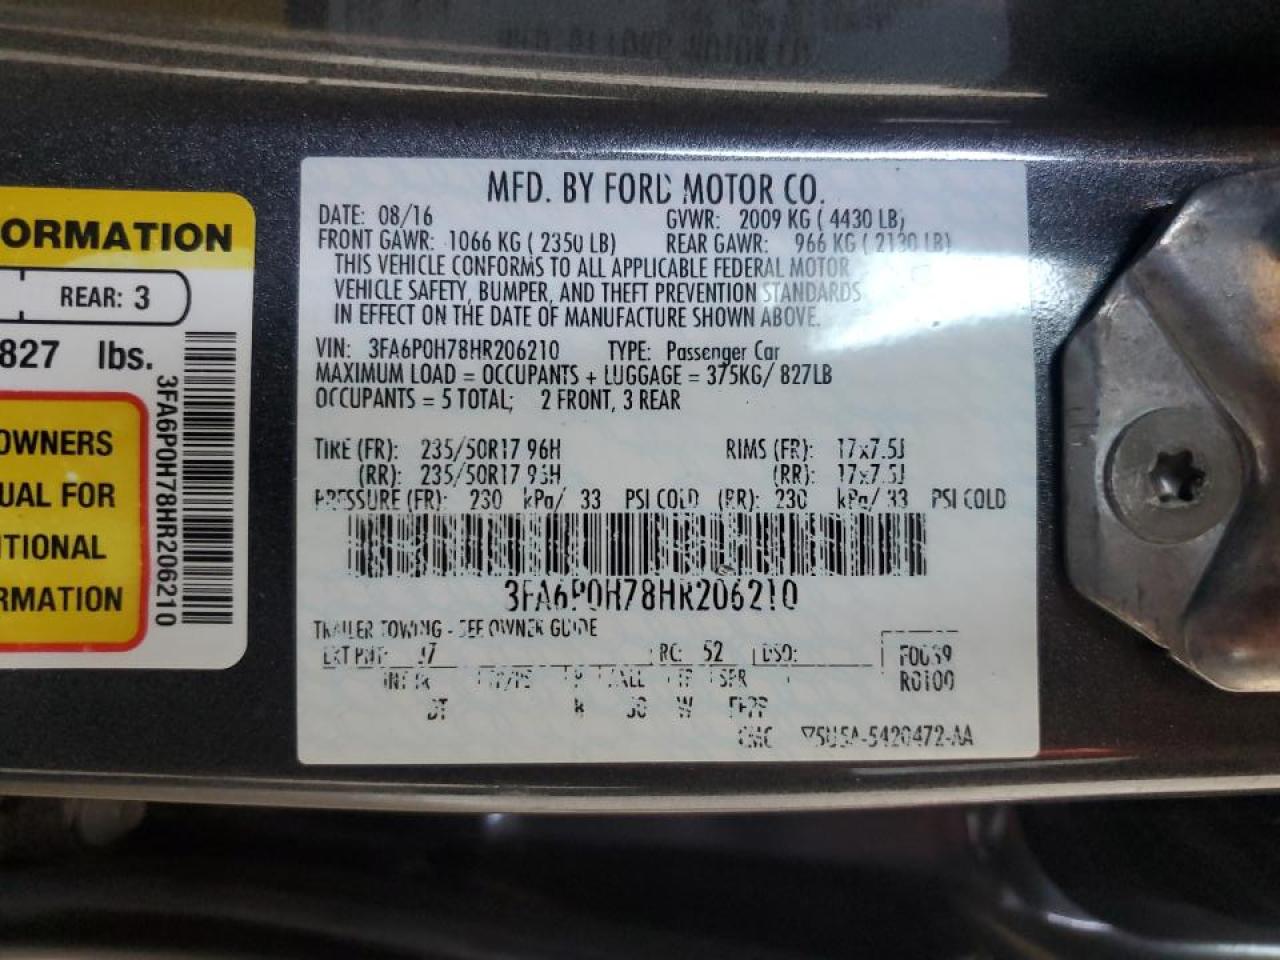 ORMATION
REAR: 3
827 lbs.
OWNERS
UAL FOR
ITIONAL
RMATION
3FA6P0H78HR206210
MFD. BY FORD MOTOR CO.
DATE: 08/16 GVWR: 2009 KG ( 4430 LB)
FRONT GAWR: 1066 KG ( 2350 LB) REAR GAWR: 966 KG ( 2130 LB)
THIS VEHICLE CONFORMS TO ALL APPLICABLE FEDERAL MOTOR
VEHICLE SAFETY, BUMPER, AND THEFT PREVENTION STANDARDS
IN EFFECT ON THE DATE OF MANUFACTURE SHOWN ABOVE.
VIN: 3FA6P0H78HR206210 TYPE: Passenger Car
MAXIMUM LOAD = OCCUPANTS + LUGGAGE = 375KG/ 827LB
OCCUPANTS = 5 TOTAL; 2 FRONT, 3 REAR
TIRE (FR): 235/50R17 96H RIMS (FR): 17x7.5J
(RR): 235/50R17 96H (RR): 17x7.5J
PRESSURE (FR): 230 kPa/ 33 PSI COLD (RR): 230 kPa/ 33 PSI COLD
3FA6P0H78HR206210
TRAILER TOWING - SEE OWNER GUIDE
EXT PNT: RC: 52 DSO: F0039
R0100
5U5A-5420472-AA